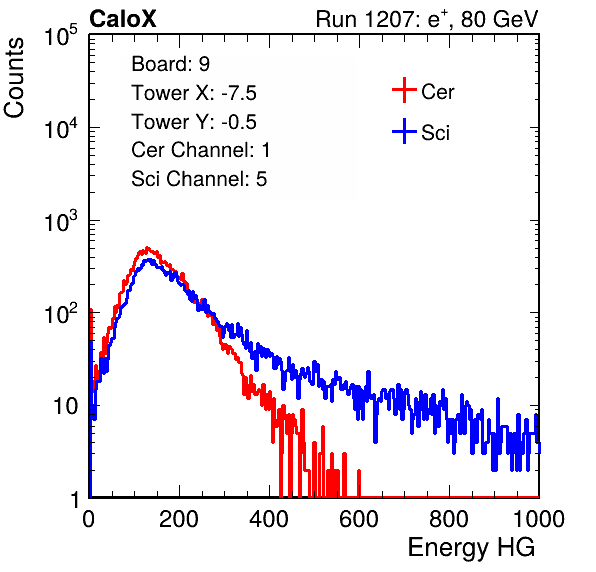 CaloX Run 1207: e⁺, 80 GeV
Counts
Board: 9
Tower X: -7.5
Tower Y: -0.5
Cer Channel: 1
Sci Channel: 5
Cer
Sci
10⁵
10⁴
10³
10²
10
1
0 200 400 600 800 1000
Energy HG